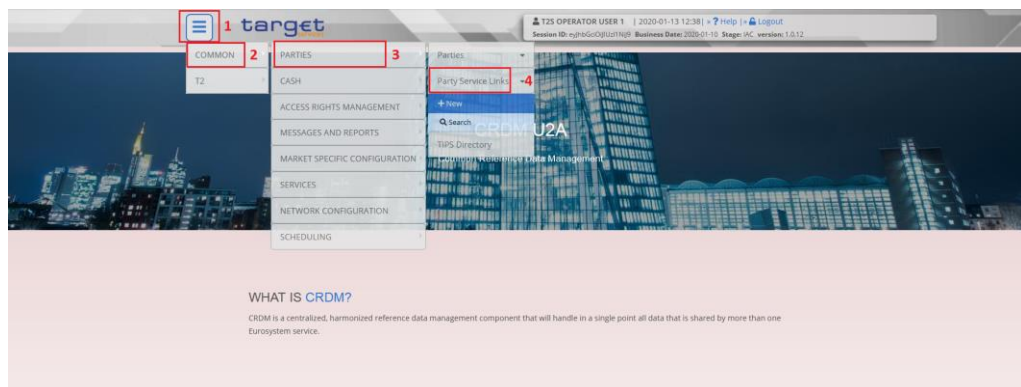 1 target
T2S OPERATOR USER 1 | 2020-01-13 12:38| » ? Help |» Logout
Business Date: 2020-01-10 Stage: IAC version: 1.0.12
Session ID:
COMMON 2 PARTIES 3 Parties
T2 CASH Party Service Links 4
ACCESS RIGHTS MANAGEMENT + New
MESSAGES AND REPORTS Search
CRDM U2A
TIPS Directory
MARKET SPECIFIC CONFIGURATION Common Reference Data Management
SERVICES
NETWORK CONFIGURATION
SCHEDULING
WHAT IS CRDM?
CRDM is a centralized, harmonized reference data management component that will handle in a single point all data that is shared by more than one
Eurosystem service.